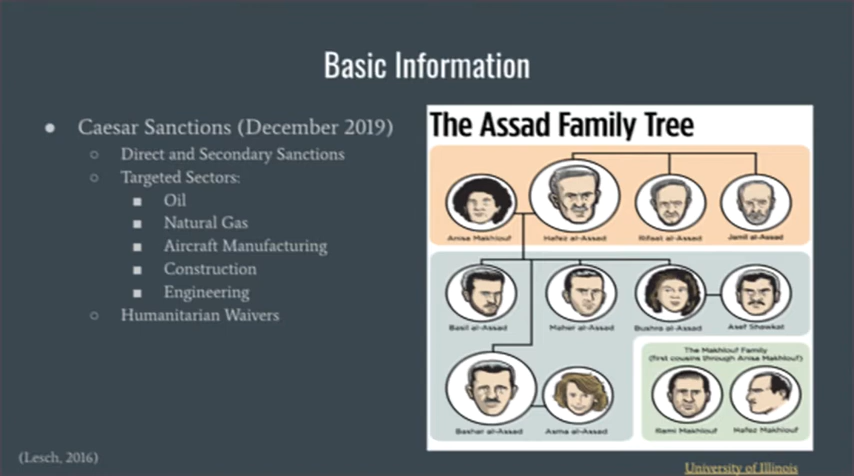 Basic Information
Caesar Sanctions (December 2019)
Direct and Secondary Sanctions
Targeted Sectors:
Oil
Natural Gas
Aircraft Manufacturing
Construction
Engineering
Humanitarian Waivers
(Lesch, 2016)
The Assad Family Tree
Anisa Makhlouf
Hafez al-Assad
Rifaat al-Assad
Jamil al-Assad
Basil al-Assad
Maher al-Assad
Bushra al-Assad
Asef Shawkat
The Makhlouf Family
(first cousins through Anisa Makhlouf)
Bashar al-Assad
Asma al-Assad
Rami Makhlouf
Hafez Makhlouf
University of Illinois